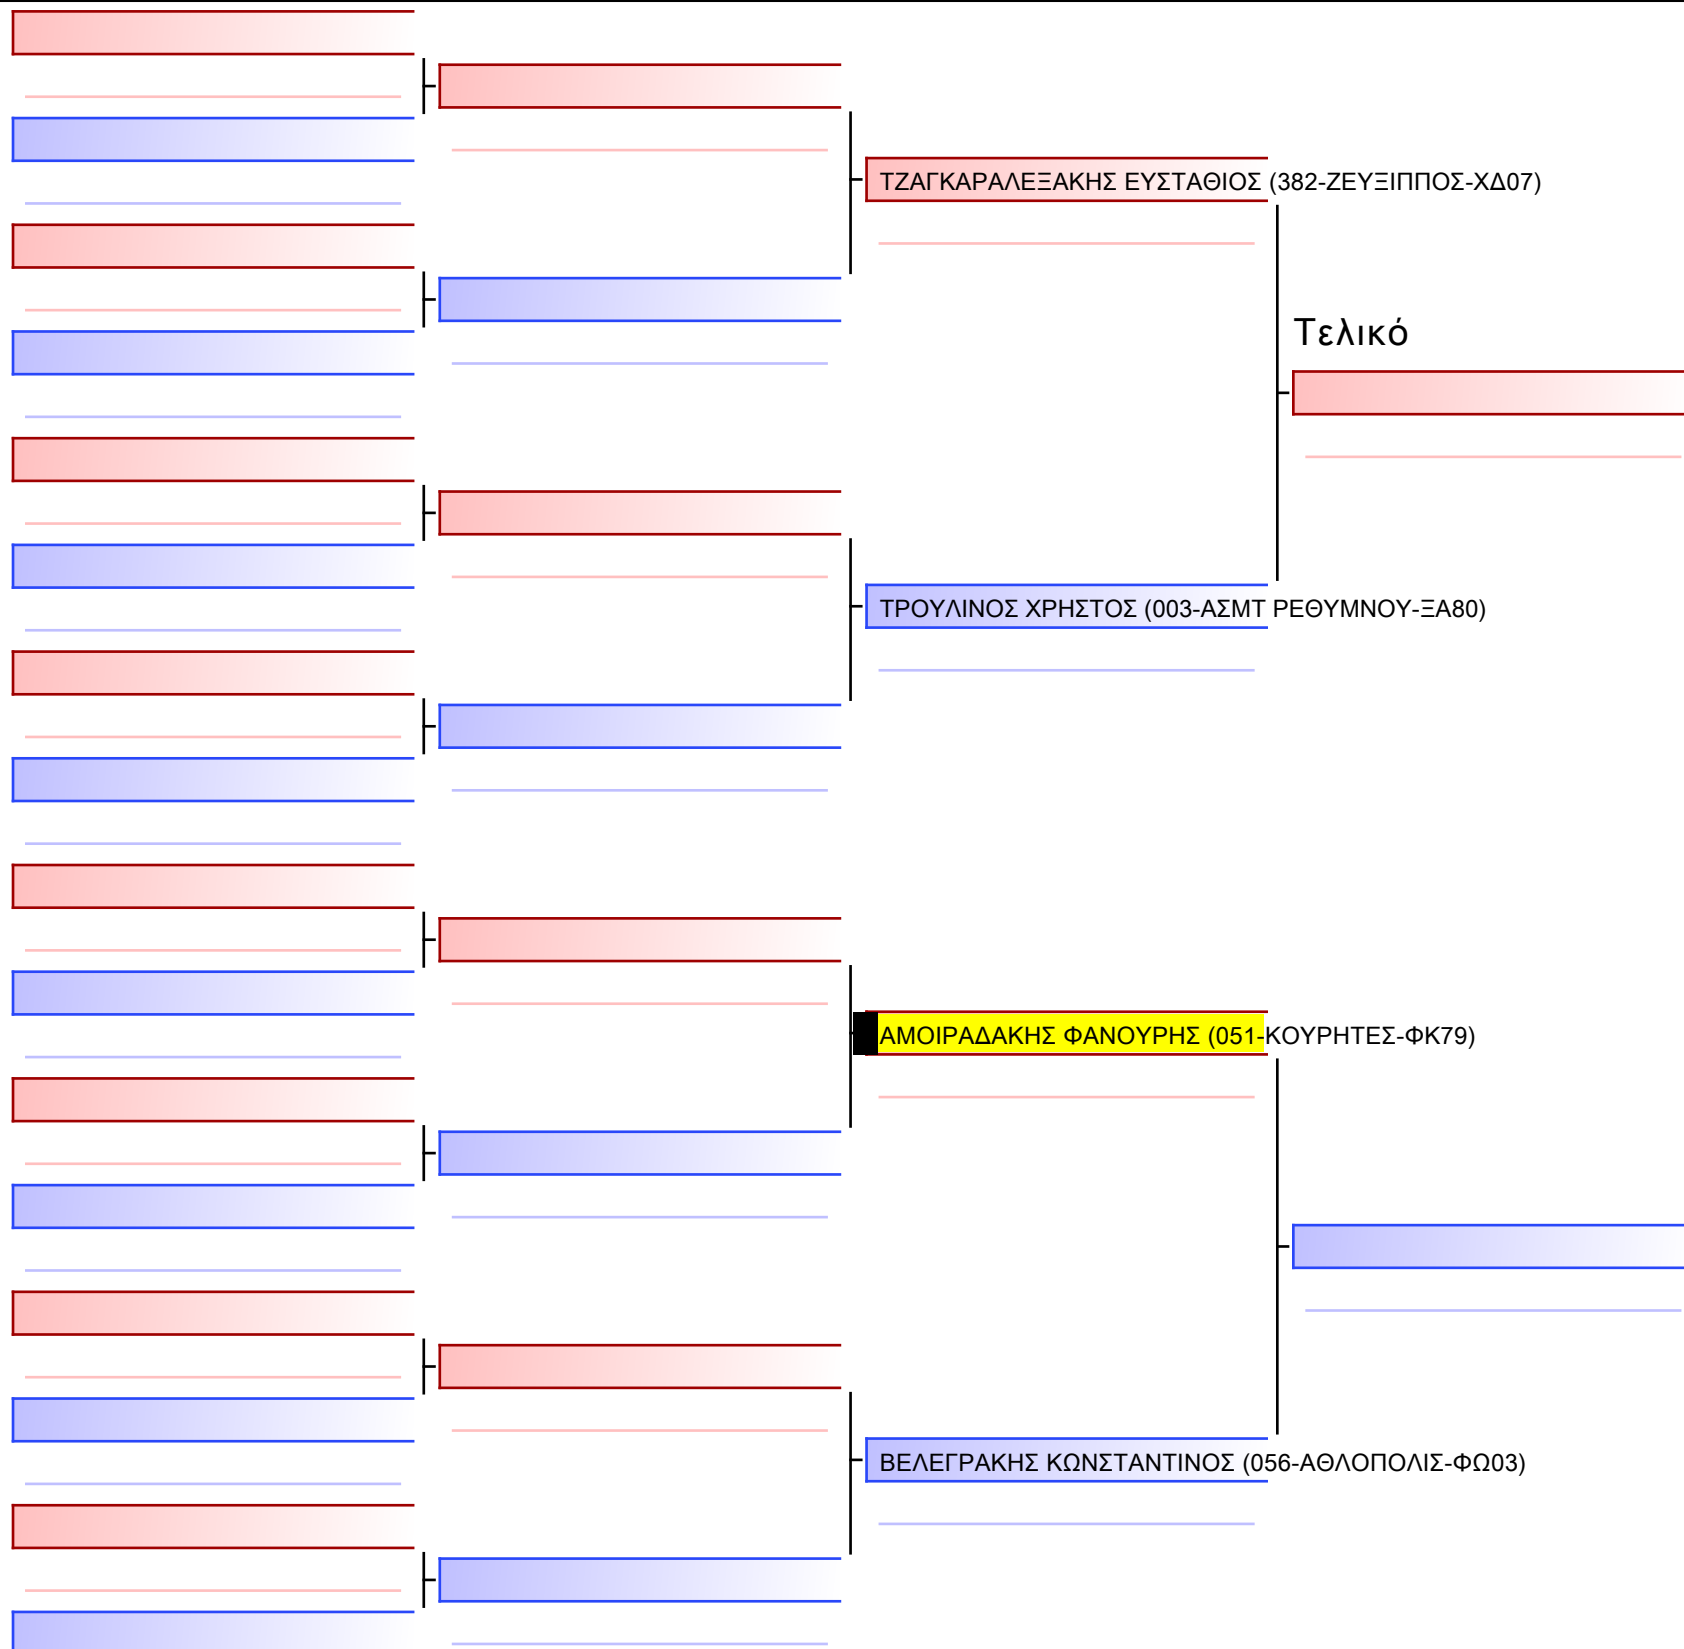 ΤΖΑΓΚΑΡΑΛΕΞΑΚΗΣ ΕΥΣΤΑΘΙΟΣ (382-ΖΕΥΞΙΠΠΟΣ-ΧΔ07)
Τελικό
ΤΡΟΥΛΙΝΟΣ ΧΡΗΣΤΟΣ (003-ΑΣΜΤ ΡΕΘΥΜΝΟΥ-ΞΑ80)
ΑΜΟΙΡΑΔΑΚΗΣ ΦΑΝΟΥΡΗΣ (051-ΚΟΥΡΗΤΕΣ-ΦΚ79)
ΒΕΛΕΓΡΑΚΗΣ ΚΩΝΣΤΑΝΤΙΝΟΣ (056-ΑΘΛΟΠΟΛΙΣ-ΦΩ03)